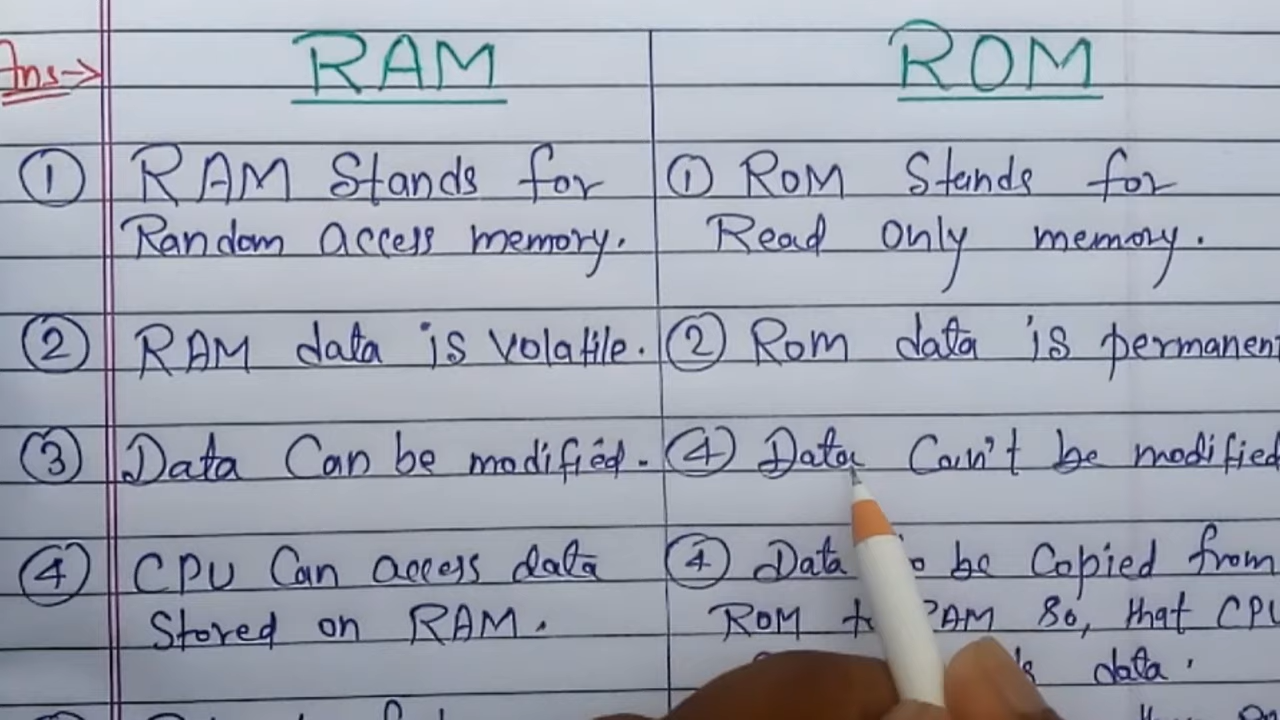 Ans→
RAM ROM
① RAM Stands for
Random access memory.
② RAM data is volatile.
③ Data Can be modified.
④ CPU Can access data
Stored on RAM.
① ROM Stands for
Read only memory.
② Rom data is permanent
④ Data Can't be modified
④ Data be Copied from
ROM RAM So, that CPU
data.